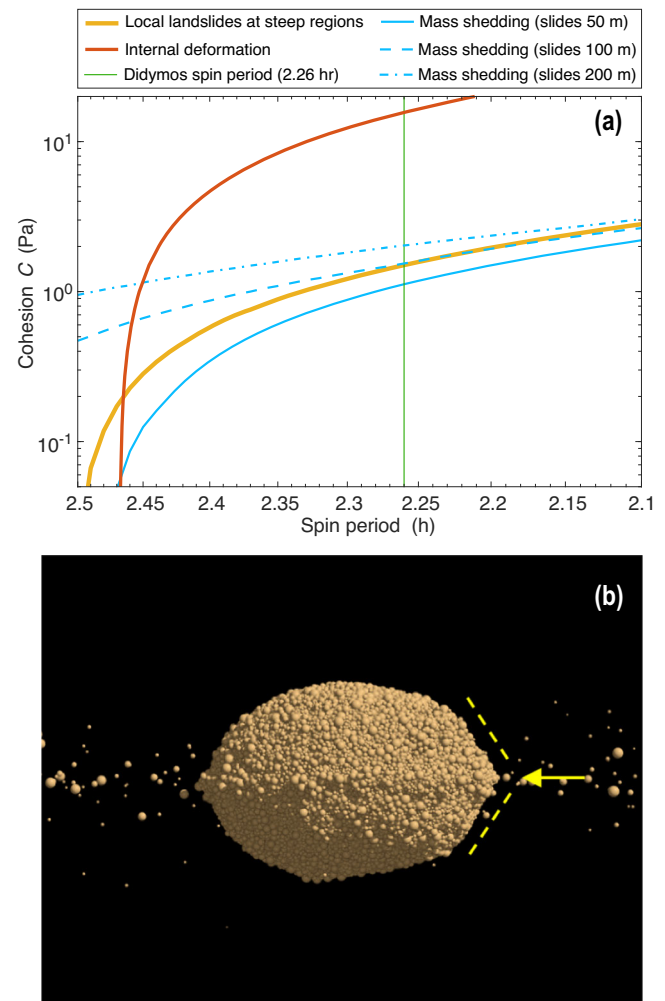 Local landslides at steep regions
Internal deformation
Didymos spin period (2.26 hr)
Mass shedding (slides 50 m)
Mass shedding (slides 100 m)
Mass shedding (slides 200 m)
(a)
10¹
10⁰
10⁻¹
Cohesion C (Pa)
2.5 2.45 2.4 2.35 2.3 2.25 2.2 2.15 2.1
Spin period (h)
(b)